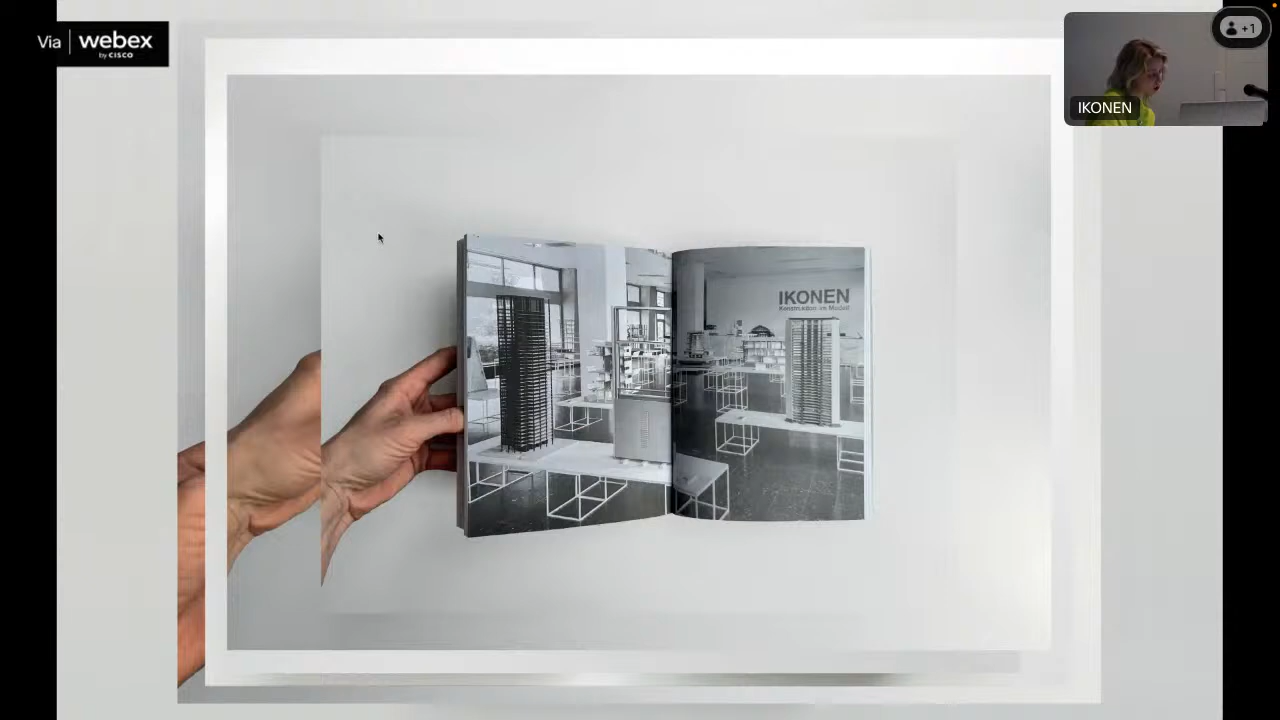 Via webex
by CISCO
+1
IKONEN
IKONEN
Konstruktion im Modell